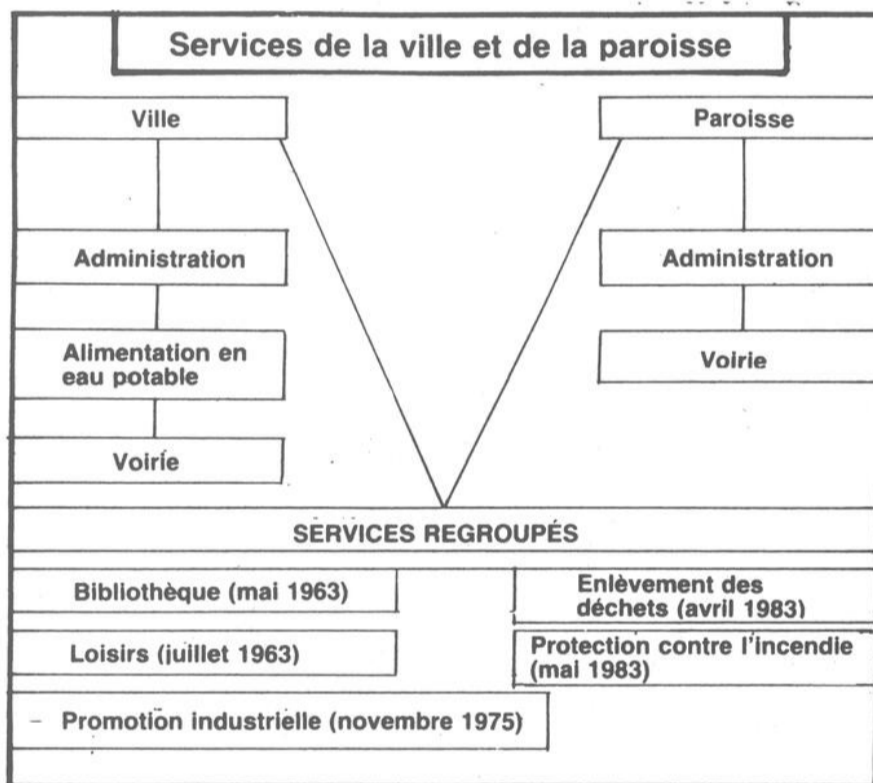 Services de la ville et de la paroisse
Ville
Paroisse
Administration
Administration
Alimentation en
eau potable
Voirie
Voirie
SERVICES REGROUPÉS
Bibliothèque (mai 1963)
Enlèvement des
déchets (avril 1983)
Loisirs (juillet 1963)
Protection contre l'incendie
(mai 1983)
– Promotion industrielle (novembre 1975)